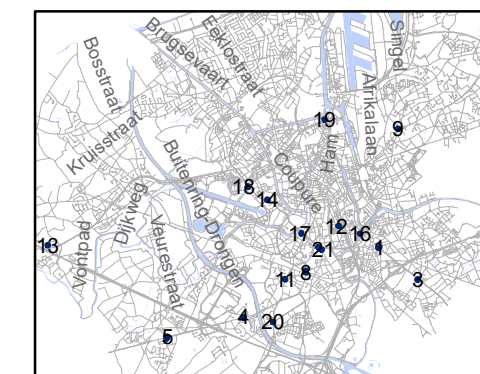 Brugsevaart
Eeklostraat
Singel
Bosstraat
Afrikalaan
Kruisstraat
19
9
Ham
Buitenring-Drongen
Coupure
18
14
Dijkweg
Vontpad
Veurestraat
17
12
16
13
21
1
11
8
3
4
20
5